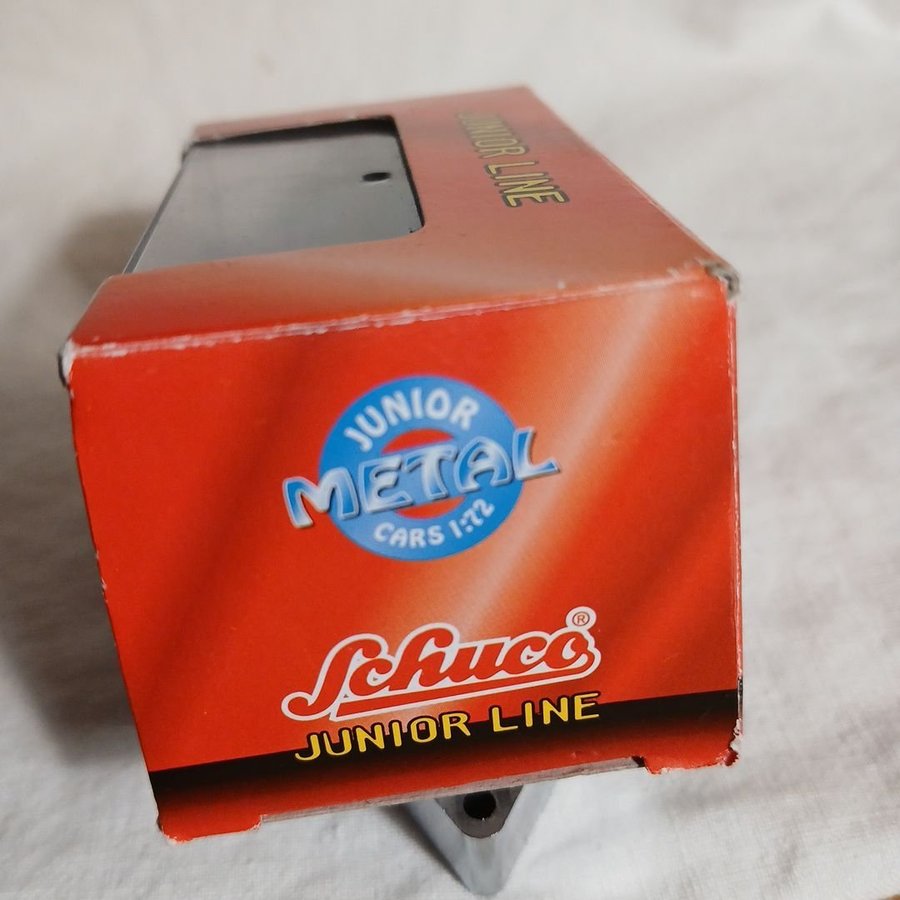 JUNIOR LINE
JUNIOR
METAL
CARS 1:72
Schuco®
JUNIOR LINE